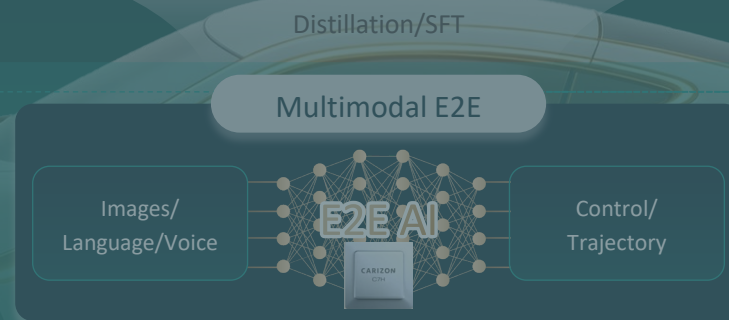 Distillation/SFT
Multimodal E2E
Images/
Language/Voice
E2E AI
CARIZON
Control/
Trajectory